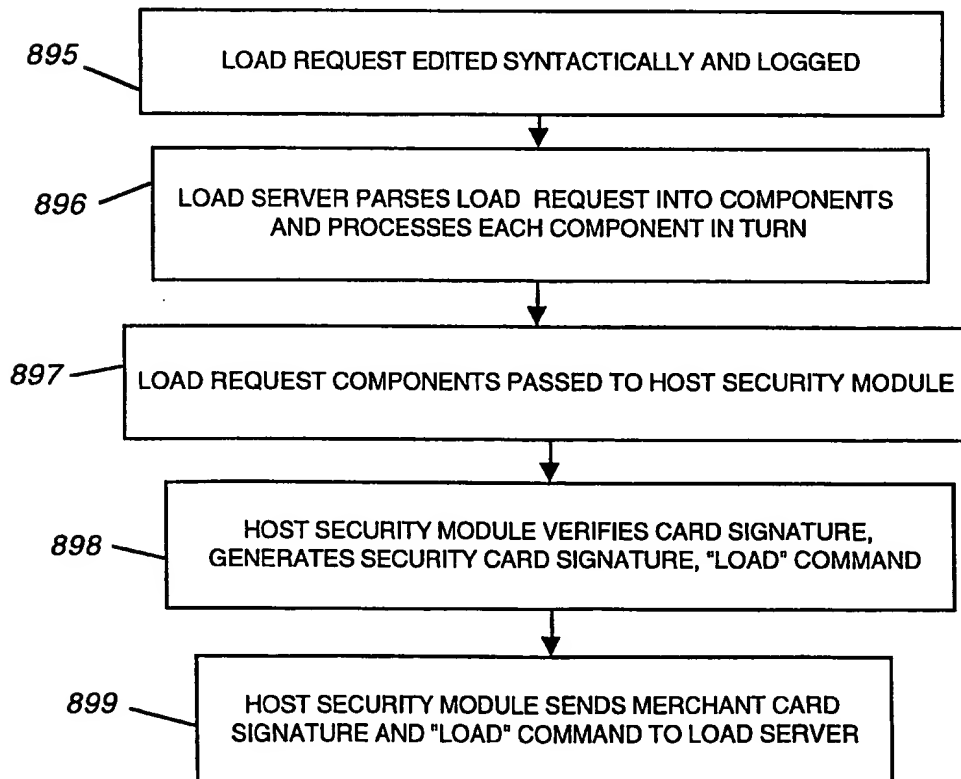 895
LOAD REQUEST EDITED SYNTACTICALLY AND LOGGED
896
LOAD SERVER PARSES LOAD REQUEST INTO COMPONENTS
AND PROCESSES EACH COMPONENT IN TURN
897
LOAD REQUEST COMPONENTS PASSED TO HOST SECURITY MODULE
898
HOST SECURITY MODULE VERIFIES CARD SIGNATURE,
GENERATES SECURITY CARD SIGNATURE, "LOAD" COMMAND
899
HOST SECURITY MODULE SENDS MERCHANT CARD
SIGNATURE AND "LOAD" COMMAND TO LOAD SERVER